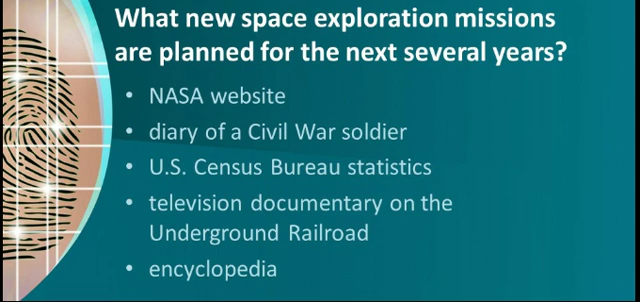 What new space exploration missions
are planned for the next several years?
• NASA website
• diary of a Civil War soldier
• U.S. Census Bureau statistics
• television documentary on the
Underground Railroad
• encyclopedia